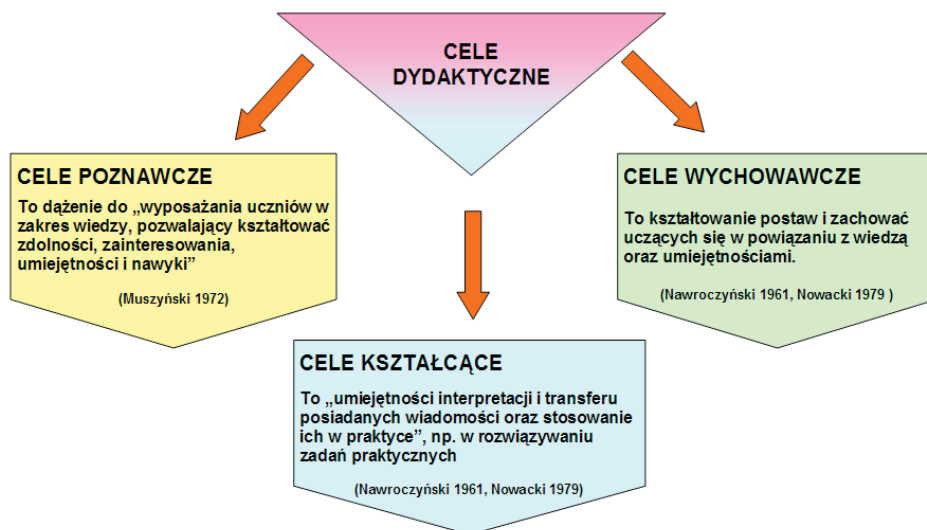 CELE
DYDAKTYCZNE
CELE POZNAWCZE
To dążenie do „wyposażania uczniów w
zakres wiedzy, pozwalający kształtować
zdolności, zainteresowania,
umiejętności i nawyki”
(Muszyński 1972)
CELE KSZTAŁCĄCE
To „umiejętności interpretacji i transferu
posiadanych wiadomości oraz stosowanie
ich w praktyce”, np. w rozwiązywaniu
zadań praktycznych
(Nawroczyński 1961, Nowacki 1979)
CELE WYCHOWAWCZE
To kształtowanie postaw i zachować
uczących się w powiązaniu z wiedzą
oraz umiejętnościami.
(Nawroczyński 1961, Nowacki 1979 )